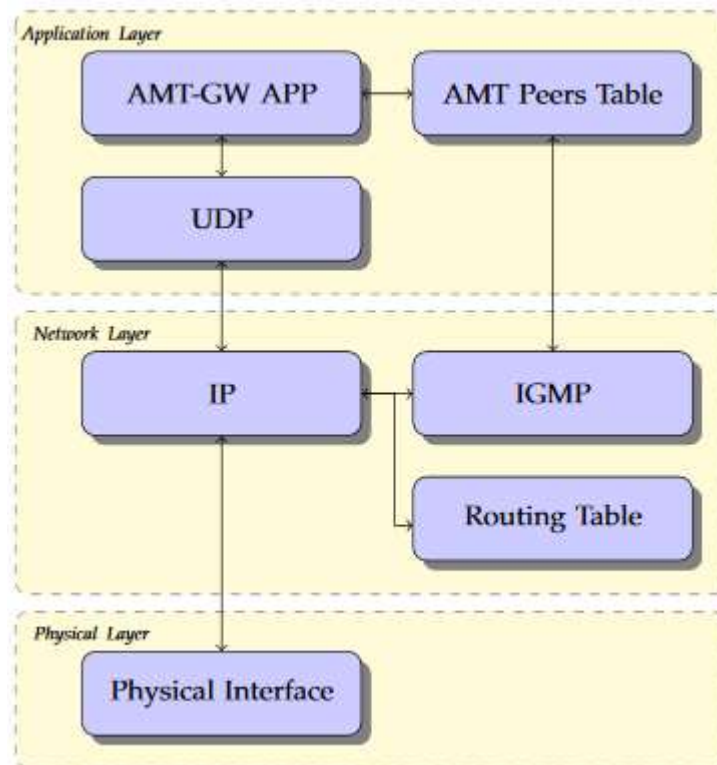 Application Layer
AMT-GW APP
AMT Peers Table
UDP
Network Layer
IP
IGMP
Routing Table
Physical Layer
Physical Interface